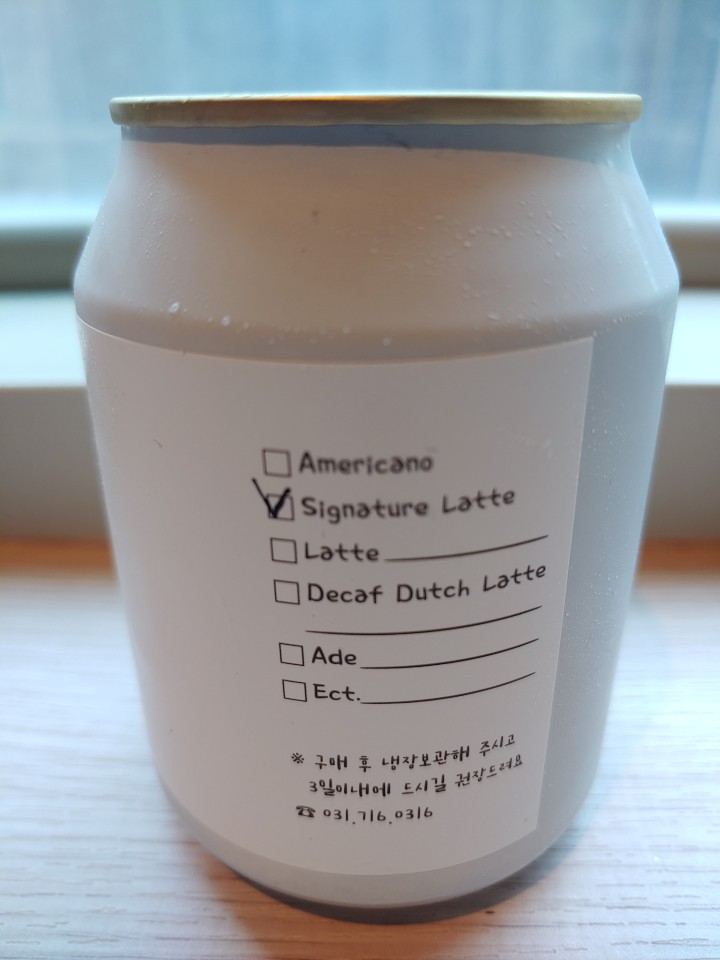 Americano
Signature Latte
Latte
Decaf Dutch Latte
Ade
Ect.
※ 구매 후 냉장보관해 주시고
3일이내에 드시길 권장드려요
☎ 031.716.0316